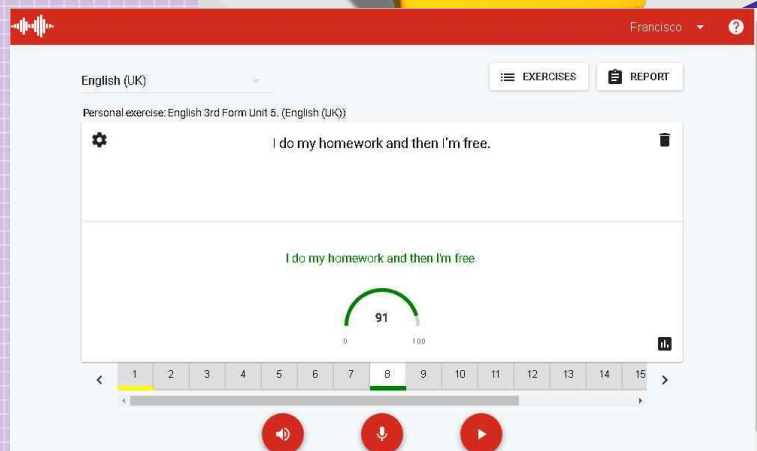 Francisco
English (UK)
EXERCISES
REPORT
Personal exercise: English 3rd Form Unit 5. (English (UK))
I do my homework and then I'm free.
I do my homework and then I'm free
91
0 100
1 2 3 4 5 6 7 8 9 10 11 12 13 14 15